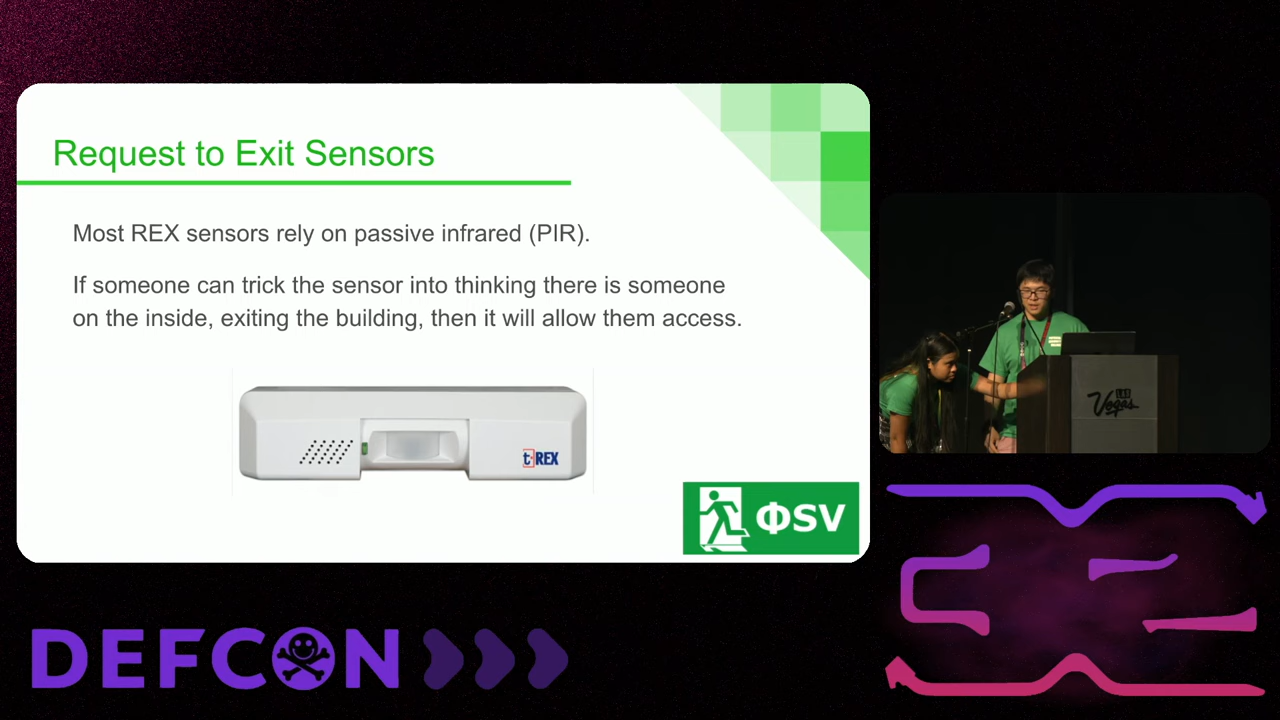 Request to Exit Sensors
Most REX sensors rely on passive infrared (PIR).
If someone can trick the sensor into thinking there is someone
on the inside, exiting the building, then it will allow them access.
t·REX
ΦSV
LAS
Vegas
DEFCON